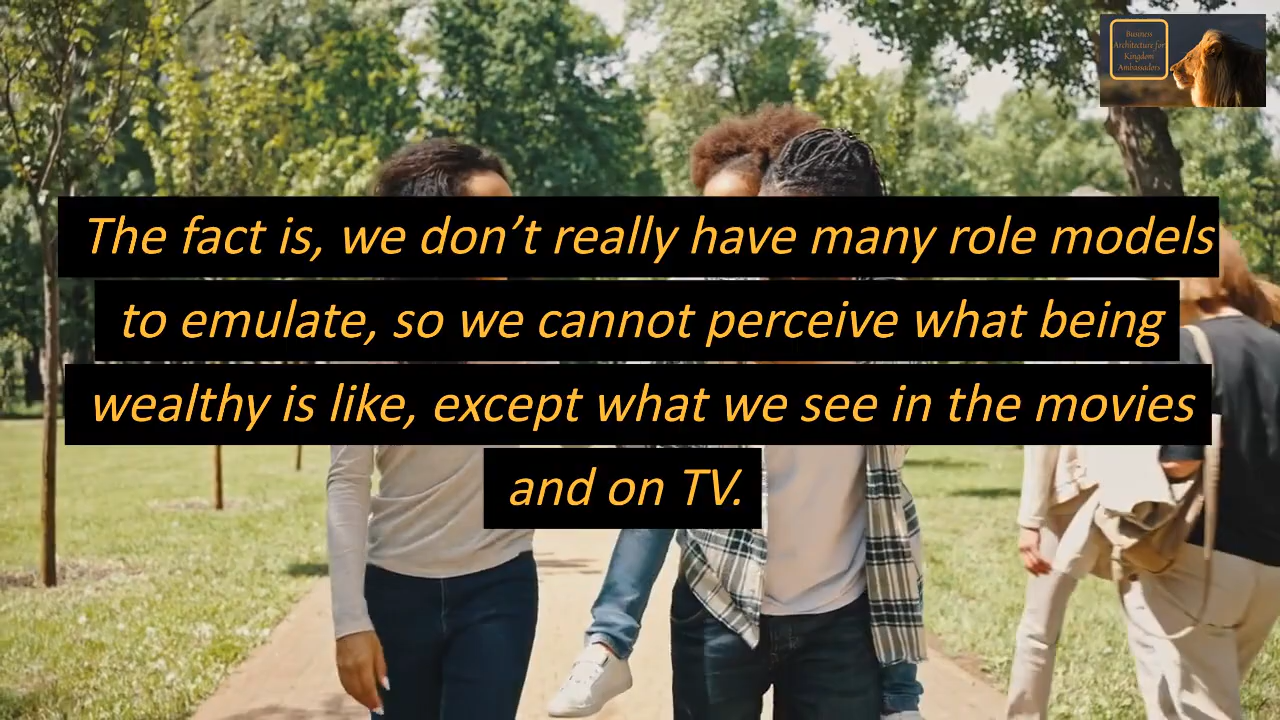 Business
Architecture for
Kingdom
Ambassadors
The fact is, we don’t really have many role models
to emulate, so we cannot perceive what being
wealthy is like, except what we see in the movies
and on TV.